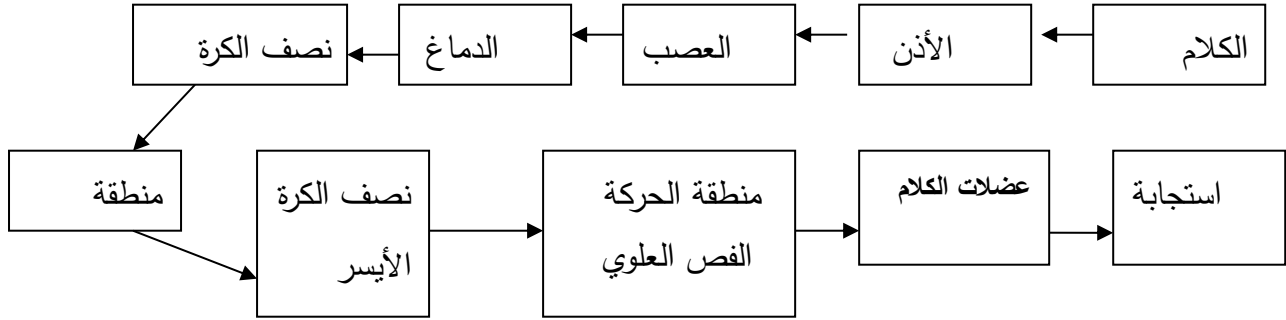 الكلام
الأذن
العصب
الدماغ
نصف الكرة
منطقة
نصف الكرة
الأيسر
منطقة الحركة
الفص العلوي
عضلات الكلام
استجابة